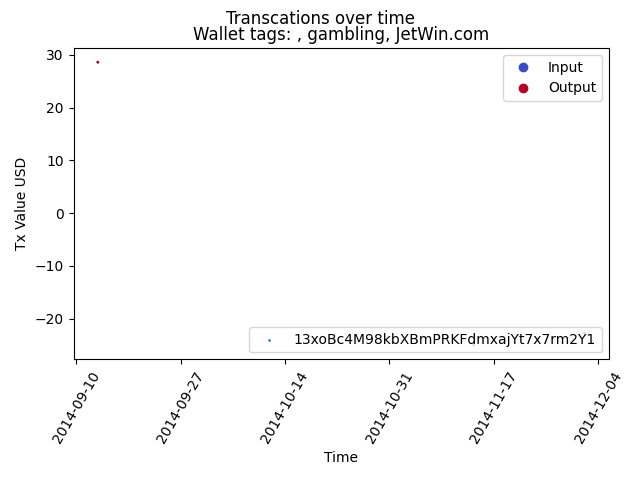 Transcations over time
Wallet tags: , gambling, JetWin.com
Input
Output
30
20
10
0
−10
−20
Tx Value USD
13xoBc4M98kbXBmPRKFdmxajYt7x7rm2Y1
2014-09-10
2014-09-27
2014-10-14
2014-10-31
2014-11-17
2014-12-04
Time